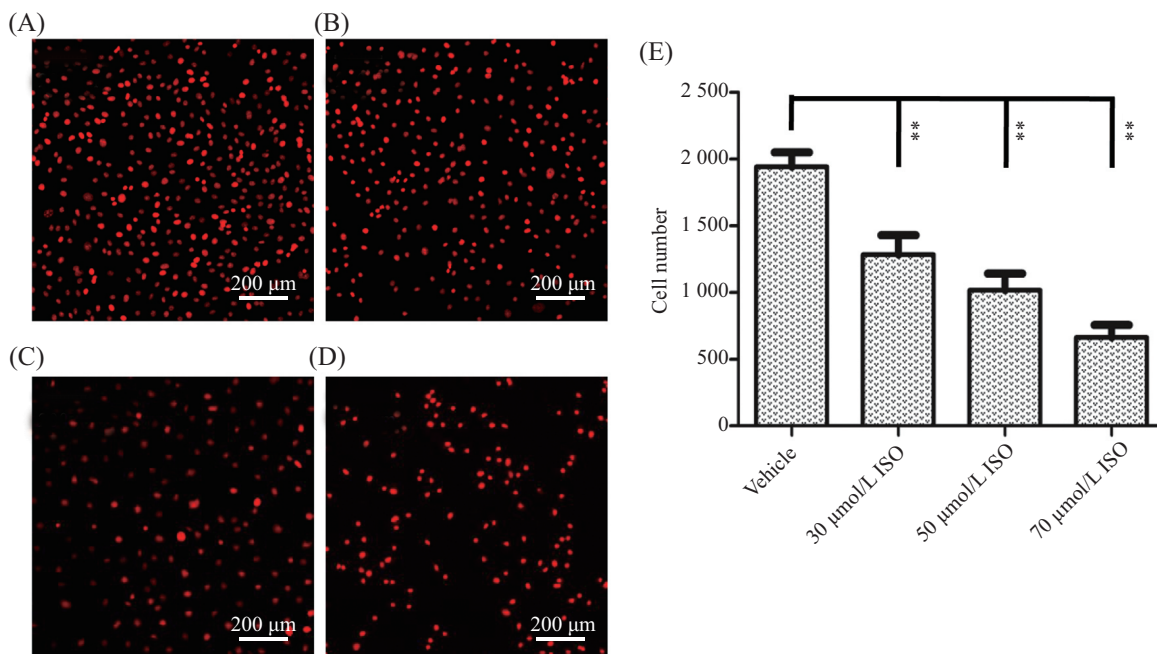 (A)
(B)
200 μm
200 μm
(C)
(D)
200 μm
200 μm
(E)
Cell number
2 500
2 000
1 500
1 000
500
0
**
**
**
Vehicle
30 μmol/L ISO
50 μmol/L ISO
70 μmol/L ISO